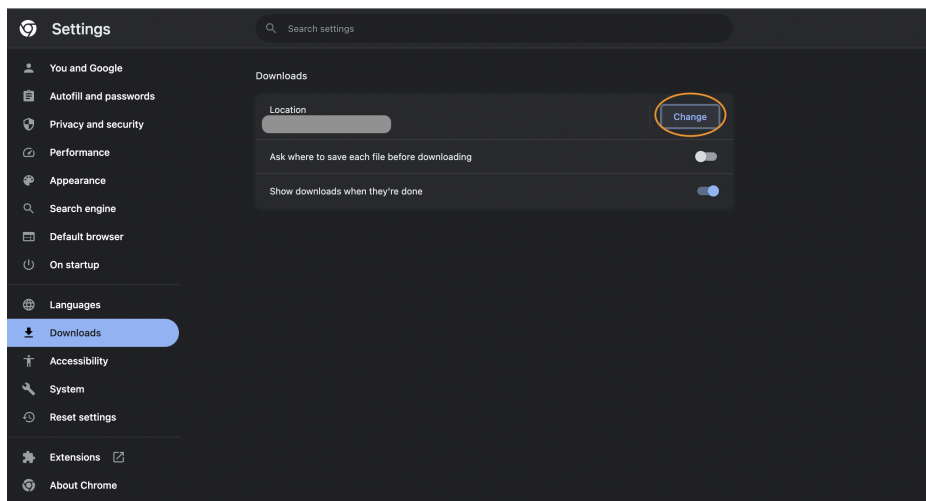 Settings
Search settings
You and Google
Autofill and passwords
Privacy and security
Performance
Appearance
Search engine
Default browser
On startup
Languages
Downloads
Accessibility
System
Reset settings
Extensions
About Chrome
Downloads
Location
Change
Ask where to save each file before downloading
Show downloads when they're done